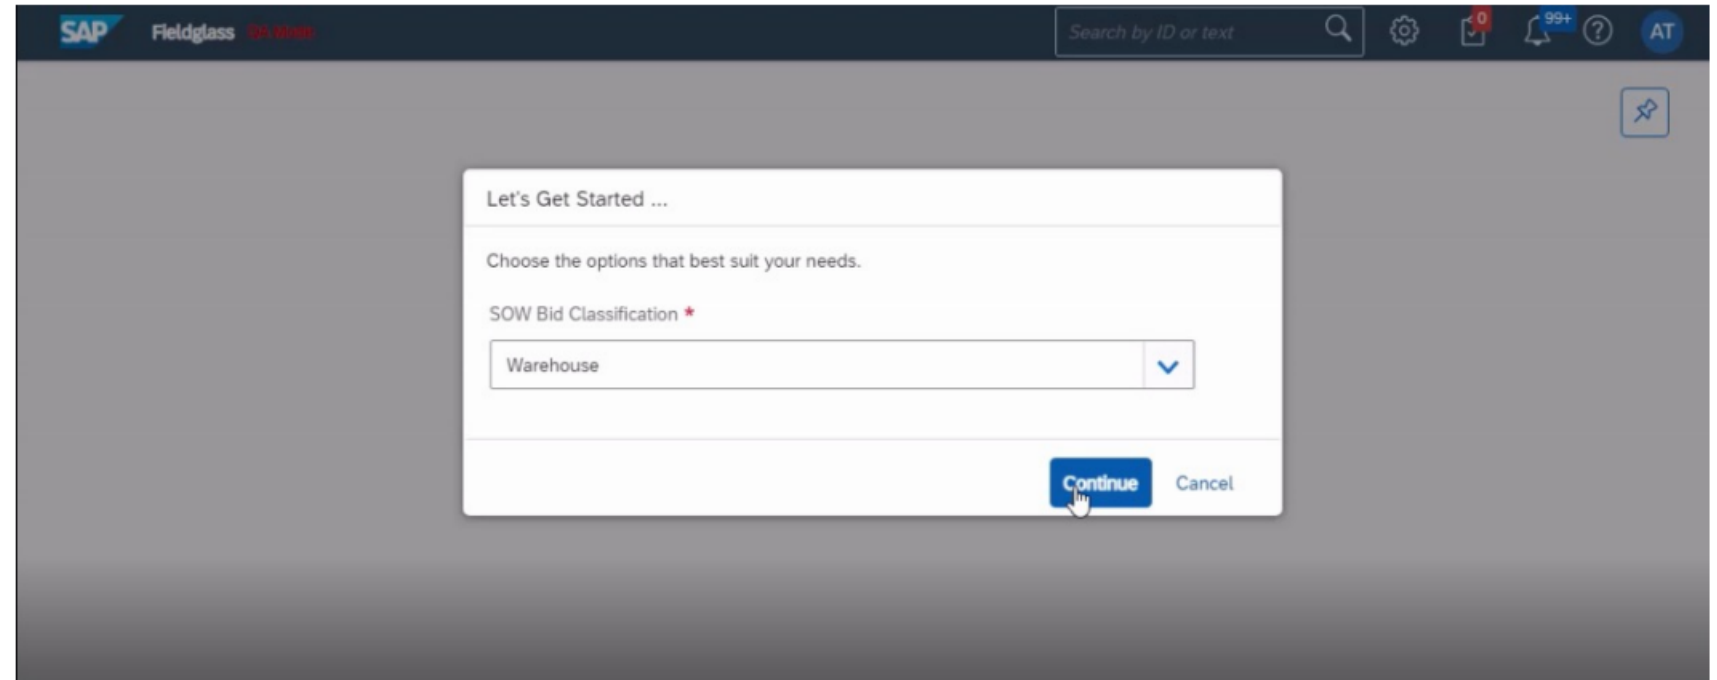 SAP Fieldglass Search by ID or text 0 99+ AT
Let's Get Started ...
Choose the options that best suit your needs.
SOW Bid Classification *
Warehouse
Continue Cancel